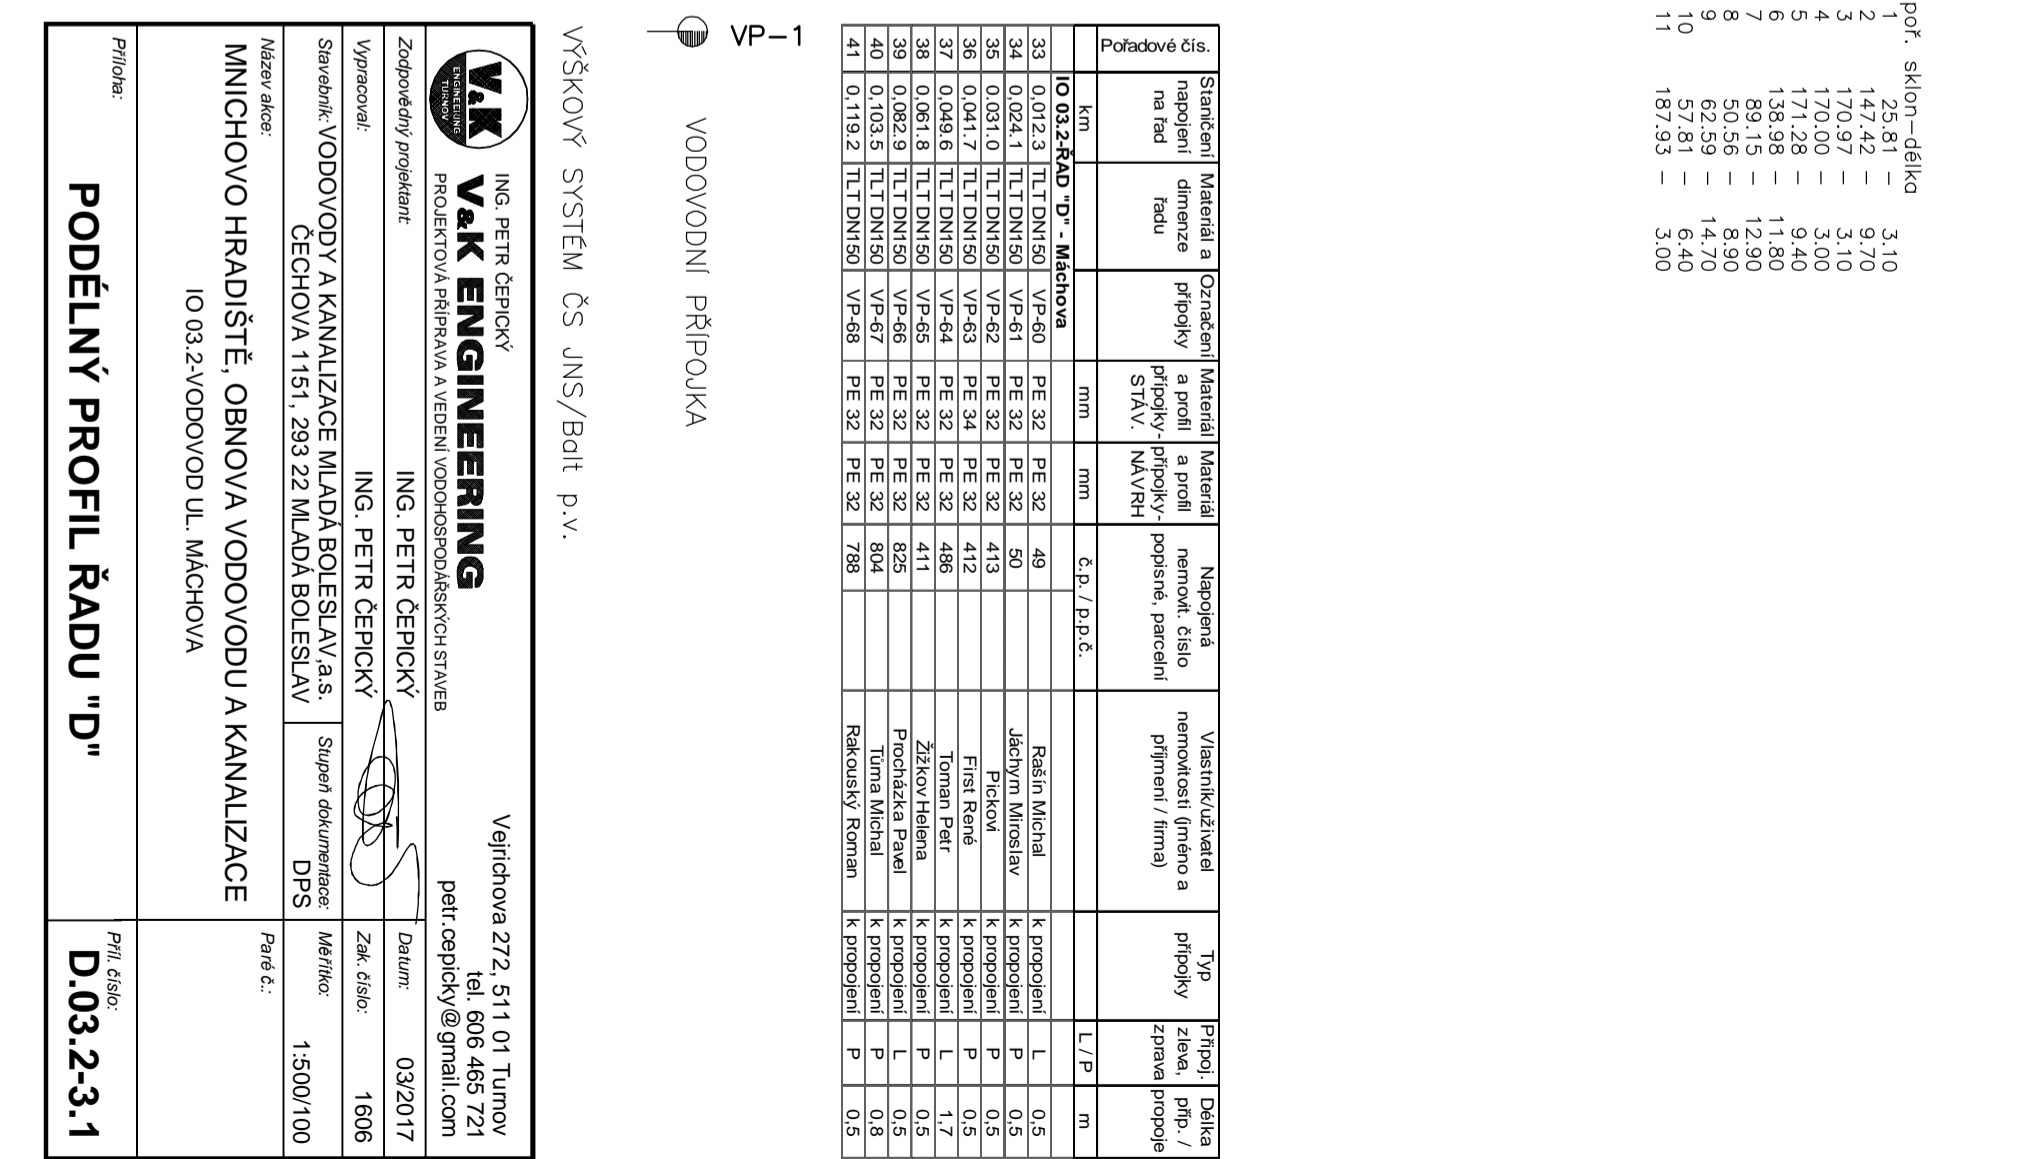 poř. sklon-délka
1 25.81 – 3.10
2 147.42 – 9.70
3 170.97 – 3.10
4 170.00 – 3.00
5 171.28 – 9.40
6 138.98 – 11.80
7 89.15 – 12.90
8 50.56 – 8.90
9 62.59 – 14.70
10 57.81 – 6.40
11 187.93 – 3.00
Pořadové čís. Staničení napojení na řad Materiál a dimenze řadu Označení přípojky Materiál a profil přípojky-STÁV. Materiál a profil přípojky-NÁVRH Napojená nemovit. číslo popisné, parcelní Vlastník/uživatel nemovitosti (jméno a příjmení / firma) Typ přípojky Připoj. zleva, zprava Délka příp. / propoje
km mm mm č.p. / p.p.č. L / P m
IO 03.2-ŘAD "D" - Máchova
33 0,012.3 TLT DN150 VP-60 PE 32 PE 32 49 Rašín Michal k propojení L 0,5
34 0,024.1 TLT DN150 VP-61 PE 32 PE 32 50 Jáchym Miroslav k propojení P 0,5
35 0.031.0 TLT DN150 VP-62 PE 32 PE 32 413 Pickovi k propojení P 0,5
36 0,041.7 TLT DN150 VP-63 PE 34 PE 32 412 First René k propojení P 0,5
37 0,049.6 TLT DN150 VP-64 PE 32 PE 32 486 Toman Petr k propojení L 1,7
38 0,061.8 TLT DN150 VP-65 PE 32 PE 32 411 Žižkov Helena k propojení P 0,5
39 0,082.9 TLT DN150 VP-66 PE 32 PE 32 825 Procházka Pavel k propojení L 0,5
40 0,103.5 TLT DN150 VP-67 PE 32 PE 32 804 Tůma Michal k propojení P 0,8
41 0,119.2 TLT DN150 VP-68 PE 32 PE 32 788 Rakouský Roman k propojení P 0,5
VP-1 VODOVODNÍ PŘÍPOJKA
VÝŠKOVÝ SYSTÉM ČS JNS/Balt p.v.
V&K
ENGINEERING
TURNOV
ING. PETR ČEPICKÝ
V&K ENGINEERING
PROJEKTOVÁ PŘÍPRAVA A VEDENÍ VODOHOSPODÁŘSKÝCH STAVEB
Vejrichova 272, 511 01 Turnov
tel. 606 465 721
petr.cepicky@gmail.com
Zodpovědný projektant: ING. PETR ČEPICKÝ
Datum: 03/2017
Vypracoval: ING. PETR ČEPICKÝ
Zak. číslo: 1606
Stavebník: VODOVODY A KANALIZACE MLADÁ BOLESLAV,a.s.
ČECHOVA 1151, 293 22 MLADÁ BOLESLAV
Stupeň dokumentace:
DPS
Měřítko:
1:500/100
Název akce:
MNICHOVO HRADIŠTĚ, OBNOVA VODOVODU A KANALIZACE
IO 03.2-VODOVOD UL. MÁCHOVA
Paré č.:
Příloha:
PODÉLNÝ PROFIL ŘADU "D"
Příl. číslo:
D.03.2-3.1